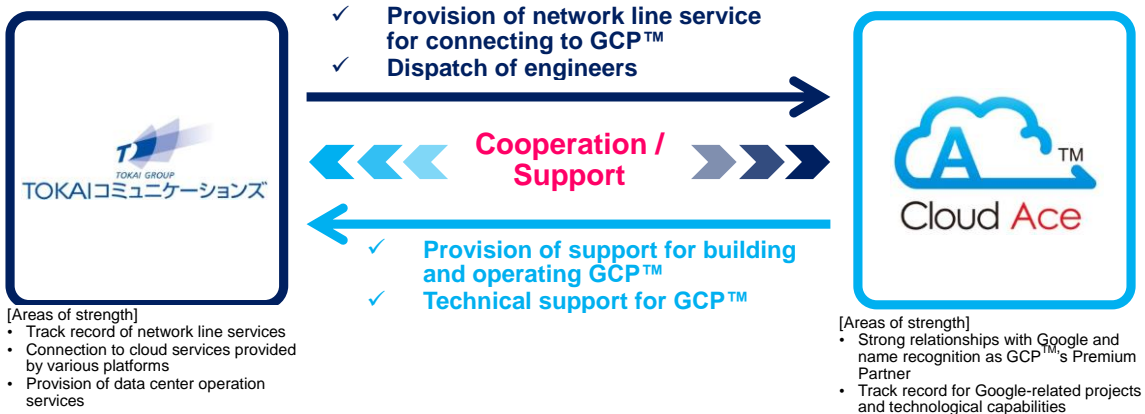 ✓ Provision of network line service
for connecting to GCP™
✓ Dispatch of engineers
Cooperation /
Support
✓ Provision of support for building
and operating GCP™
✓ Technical support for GCP™
T
TOKAI GROUP
TOKAIコミュニケーションズ
[Areas of strength]
• Track record of network line services
• Connection to cloud services provided
by various platforms
• Provision of data center operation
services
A TM
Cloud Ace
[Areas of strength]
• Strong relationships with Google and
name recognition as GCP™'s Premium
Partner
• Track record for Google-related projects
and technological capabilities